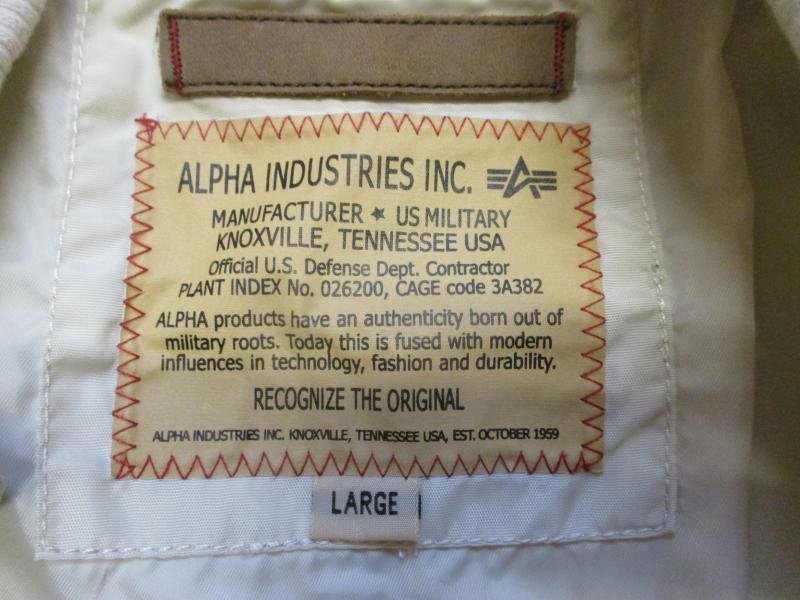 ALPHA INDUSTRIES INC.
MANUFACTURER ★ US MILITARY
KNOXVILLE, TENNESSEE USA
Official U.S. Defense Dept. Contractor
PLANT INDEX No. 026200, CAGE code 3A382
ALPHA products have an authenticity born out of
military roots. Today this is fused with modern
influences in technology, fashion and durability.
RECOGNIZE THE ORIGINAL
ALPHA INDUSTRIES INC. KNOXVILLE, TENNESSEE USA, EST. OCTOBER 1959
LARGE